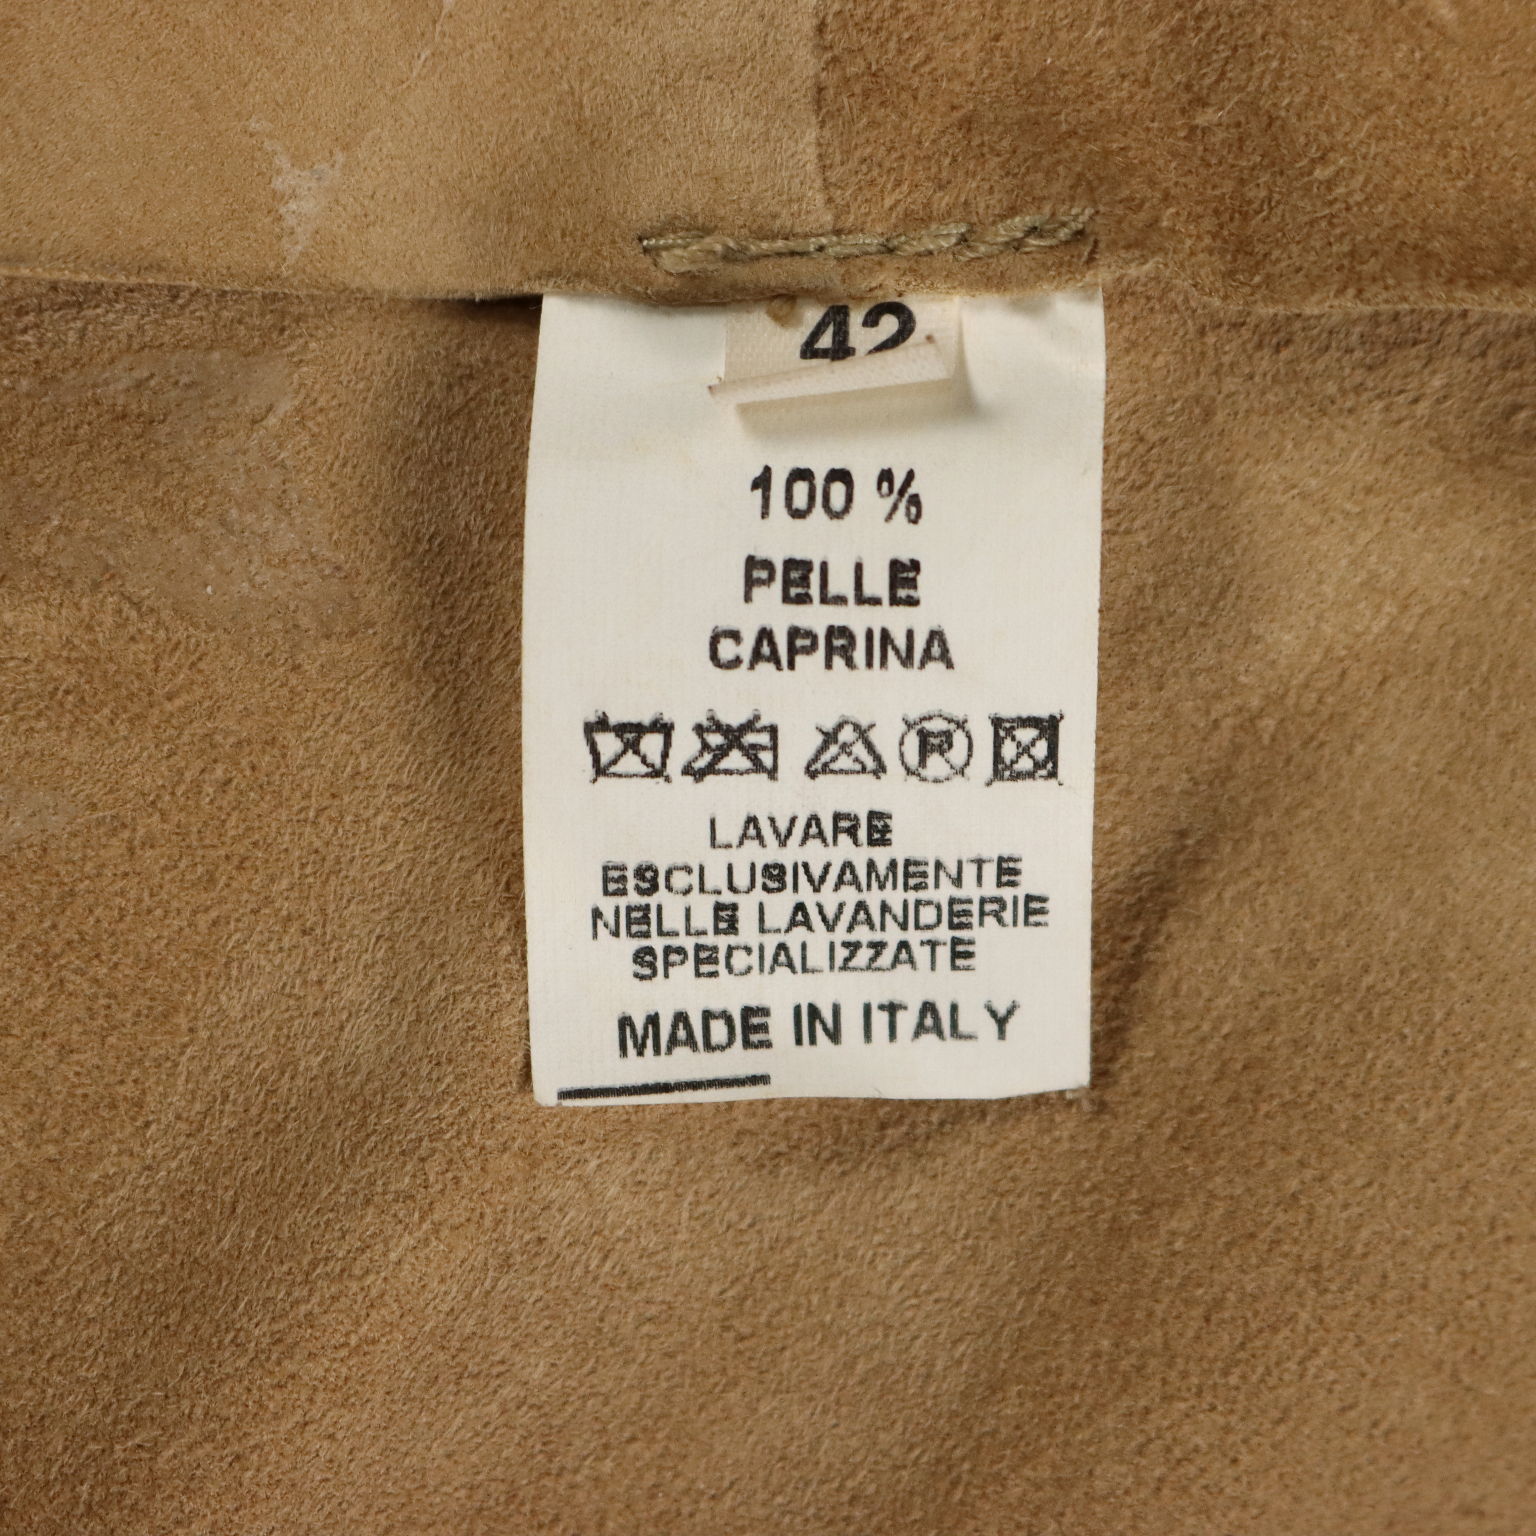 42
100 %
PELLE
CAPRINA
LAVARE
ESCLUSIVAMENTE
NELLE LAVANDERIE
SPECIALIZZATE
MADE IN ITALY